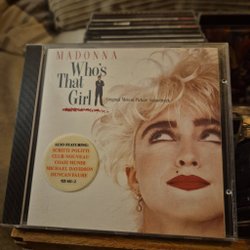 MADONNA
Who's
That
Girl
Original Motion Picture Soundtrack
ALSO FEATURING:
SCRITTI POLITTI
CLUB NOUVEAU
COATI MUNDI
MICHAEL DAVIDSON
DUNCAN FAURE